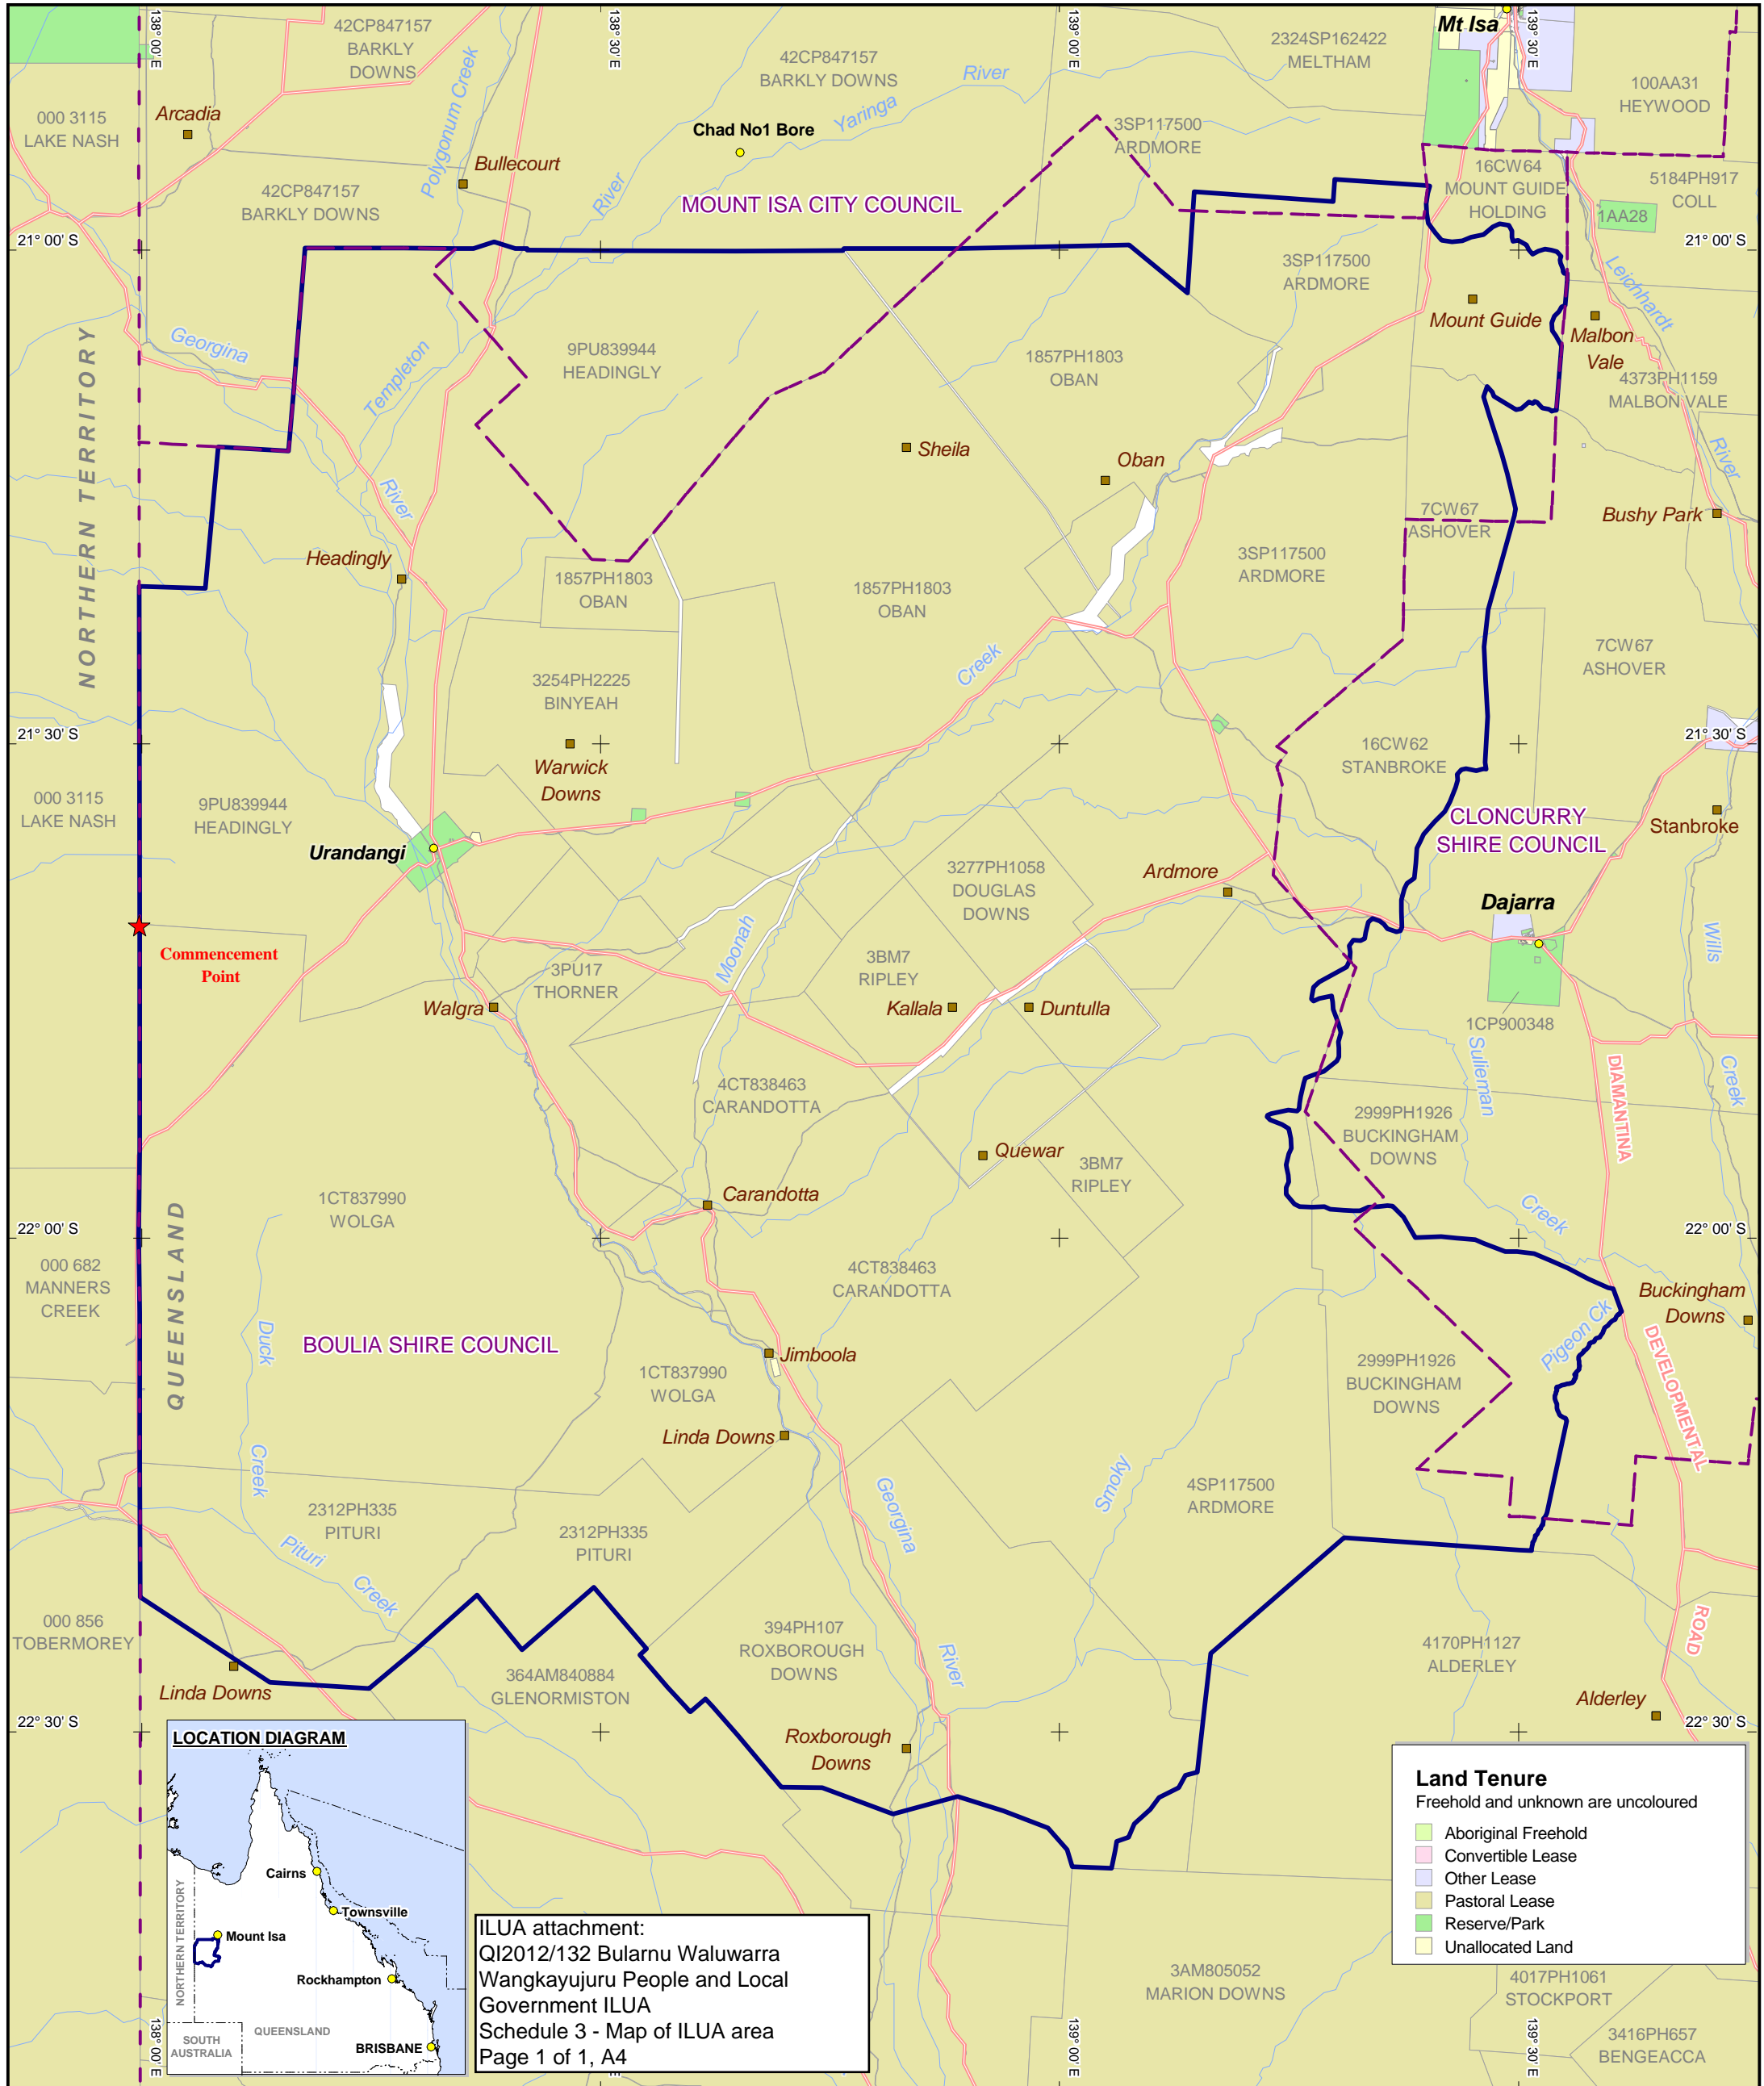 138° 00' E
138° 30' E
139° 00' E
139° 30' E
Mt Isa
42CP847157
BARKLY
DOWNS
42CP847157
BARKLY DOWNS
2324SP162422
MELTHAM
100AA31
HEYWOOD
000 3115
LAKE NASH
Arcadia
Polygonum Creek
Bullecourt
Chad No1 Bore
Yaringa
River
River
3SP117500
ARDMORE
42CP847157
BARKLY DOWNS
MOUNT ISA CITY COUNCIL
16CW64
MOUNT GUIDE
HOLDING
5184PH917
COLL
1AA28
21° 00' S
21° 00' S
3SP117500
ARDMORE
Leichhardt
River
Mount Guide
Malbon
Vale
4373PH1159
MALBON VALE
Georgina
River
Templeton
9PU839944
HEADINGLY
1857PH1803
OBAN
NORTHERN TERRITORY
Sheila
Oban
7CW67
ASHOVER
Bushy Park
Headingly
1857PH1803
OBAN
1857PH1803
OBAN
3SP117500
ARDMORE
7CW67
ASHOVER
3254PH2225
BINYEAH
Creek
21° 30' S
21° 30' S
Warwick
Downs
16CW62
STANBROKE
000 3115
LAKE NASH
9PU839944
HEADINGLY
CLONCURRY
SHIRE COUNCIL
Stanbroke
Urandangi
3277PH1058
DOUGLAS
DOWNS
Ardmore
Dajarra
Commencement
Point
Moonah
3BM7
RIPLEY
Wills
Creek
3PU17
THORNER
Walgra
Kallala
Duntulla
1CP900348
Sulieman
Creek
DIAMANTINA
4CT838463
CARANDOTTA
2999PH1926
BUCKINGHAM
DOWNS
Quewar
3BM7
RIPLEY
1CT837990
WOLGA
Carandotta
22° 00' S
22° 00' S
QUEENSLAND
000 682
MANNERS
CREEK
4CT838463
CARANDOTTA
Buckingham
Downs
Duck
Creek
BOULIA SHIRE COUNCIL
Jimboola
Pigeon Ck
DEVELOPMENTAL
1CT837990
WOLGA
2999PH1926
BUCKINGHAM
DOWNS
Linda Downs
Smoky
4SP117500
ARDMORE
Georgina
River
2312PH335
PITURI
2312PH335
PITURI
Pituri
Creek
000 856
TOBERMOREY
394PH107
ROXBOROUGH
DOWNS
4170PH1127
ALDERLEY
ROAD
364AM840884
GLENORMISTON
Linda Downs
Alderley
22° 30' S
22° 30' S
Roxborough
Downs
LOCATION DIAGRAM
Cairns
Townsville
Mount Isa
Rockhampton
NORTHERN TERRITORY
QUEENSLAND
SOUTH
AUSTRALIA
BRISBANE
Land Tenure
Freehold and unknown are uncoloured
Aboriginal Freehold
Convertible Lease
Other Lease
Pastoral Lease
Reserve/Park
Unallocated Land
ILUA attachment:
QI2012/132 Bularnu Waluwarra
Wangkayujuru People and Local
Government ILUA
Schedule 3 - Map of ILUA area
Page 1 of 1, A4
3AM805052
MARION DOWNS
4017PH1061
STOCKPORT
3416PH657
BENGEACCA
138° 00' E
139° 00' E
139° 30' E